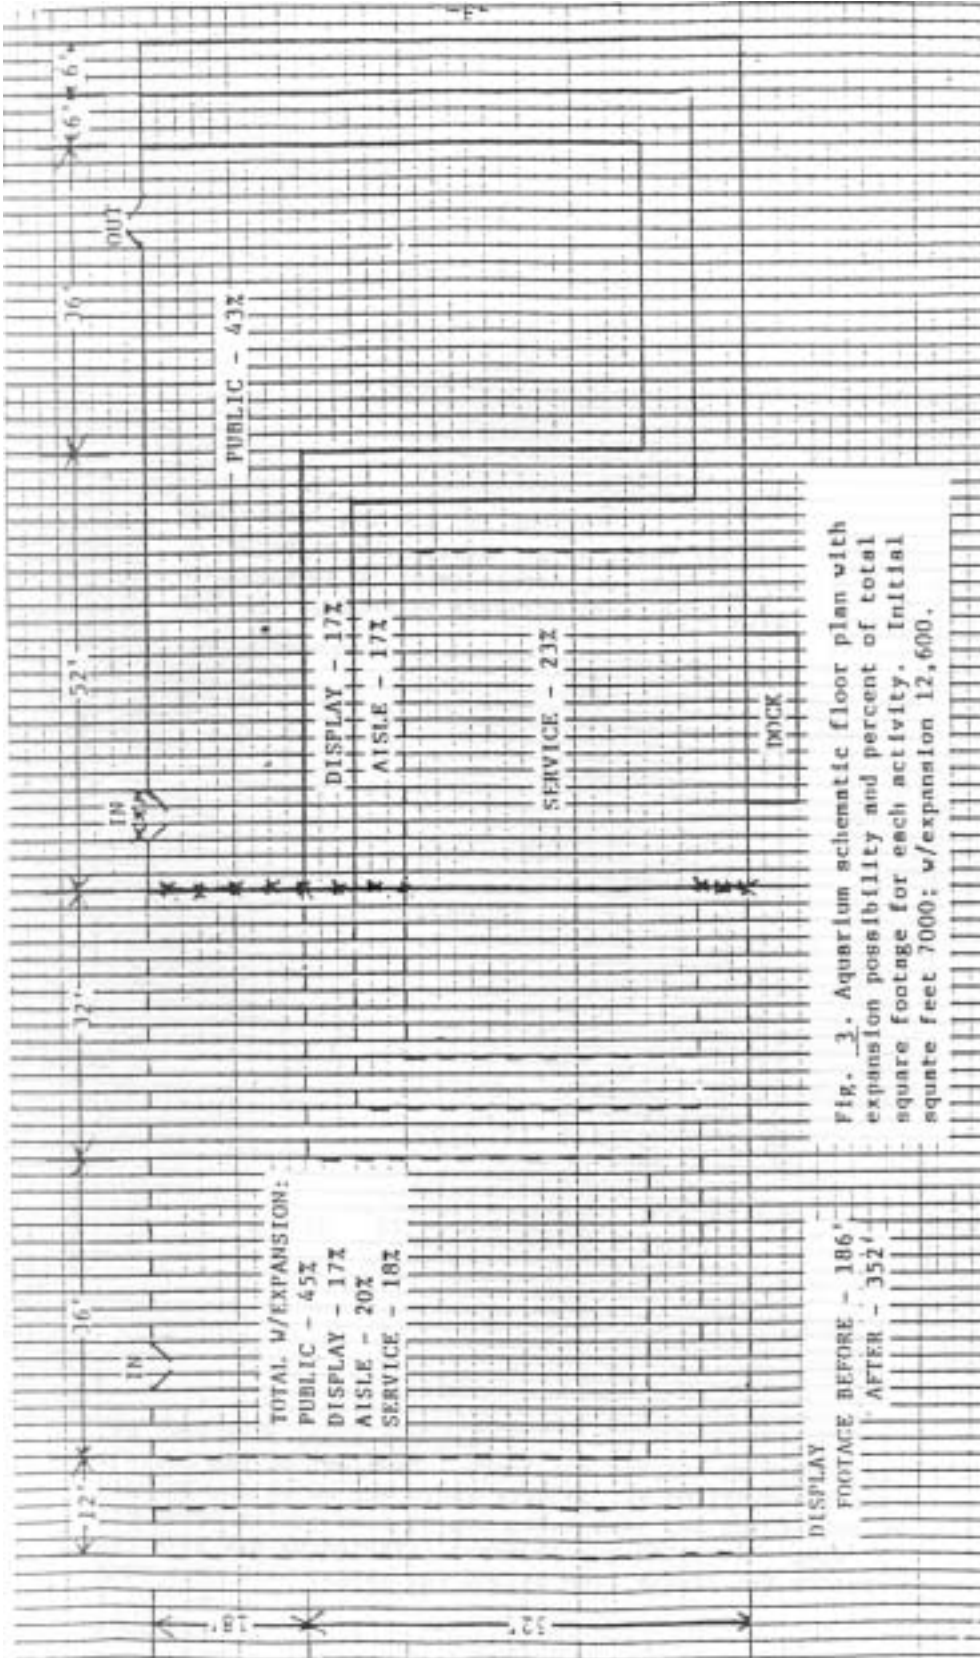 6'
6'
36'
52'
32'
36'
12'
OUT
IN
IN
PUBLIC - 43%
DISPLAY - 17%
AISLE - 17%
SERVICE - 23%
DOCK
TOTAL W/EXPANSION:
PUBLIC - 45%
DISPLAY - 17%
AISLE - 20%
SERVICE - 18%
18'
52'
DISPLAY
FOOTAGE BEFORE - 186'
AFTER - 352'
Fig. 3. Aquarium schematic floor plan with
expansion possibility and percent of total
square footage for each activity. Initial
square feet 7000; w/expansion 12,600.